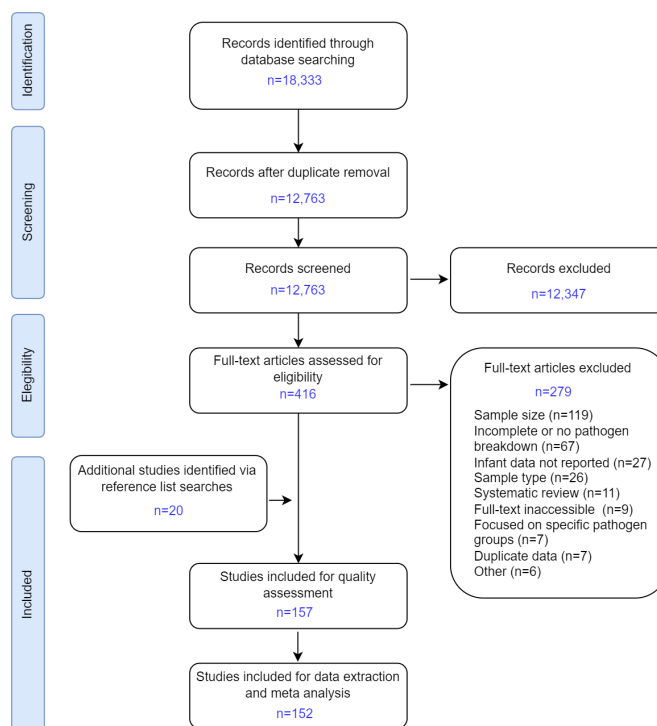 Identification
Records identified through
database searching
n=18,333
Screening
Records after duplicate removal
n=12,763
Records screened
n=12,763
Records excluded
n=12,347
Elegibility
Full-text articles assessed for
eligibility
n=416
Full-text articles excluded
n=279
Sample size (n=119)
Incomplete or no pathogen
breakdown (n=67)
Infant data not reported (n=27)
Sample type (n=26)
Systematic review (n=11)
Full-text inaccessible (n=9)
Focused on specific pathogen
groups (n=7)
Duplicate data (n=7)
Other (n=6)
Included
Additional studies identified via
reference list searches
n=20
Studies included for quality
assessment
n=157
Studies included for data extraction
and meta analysis
n=152